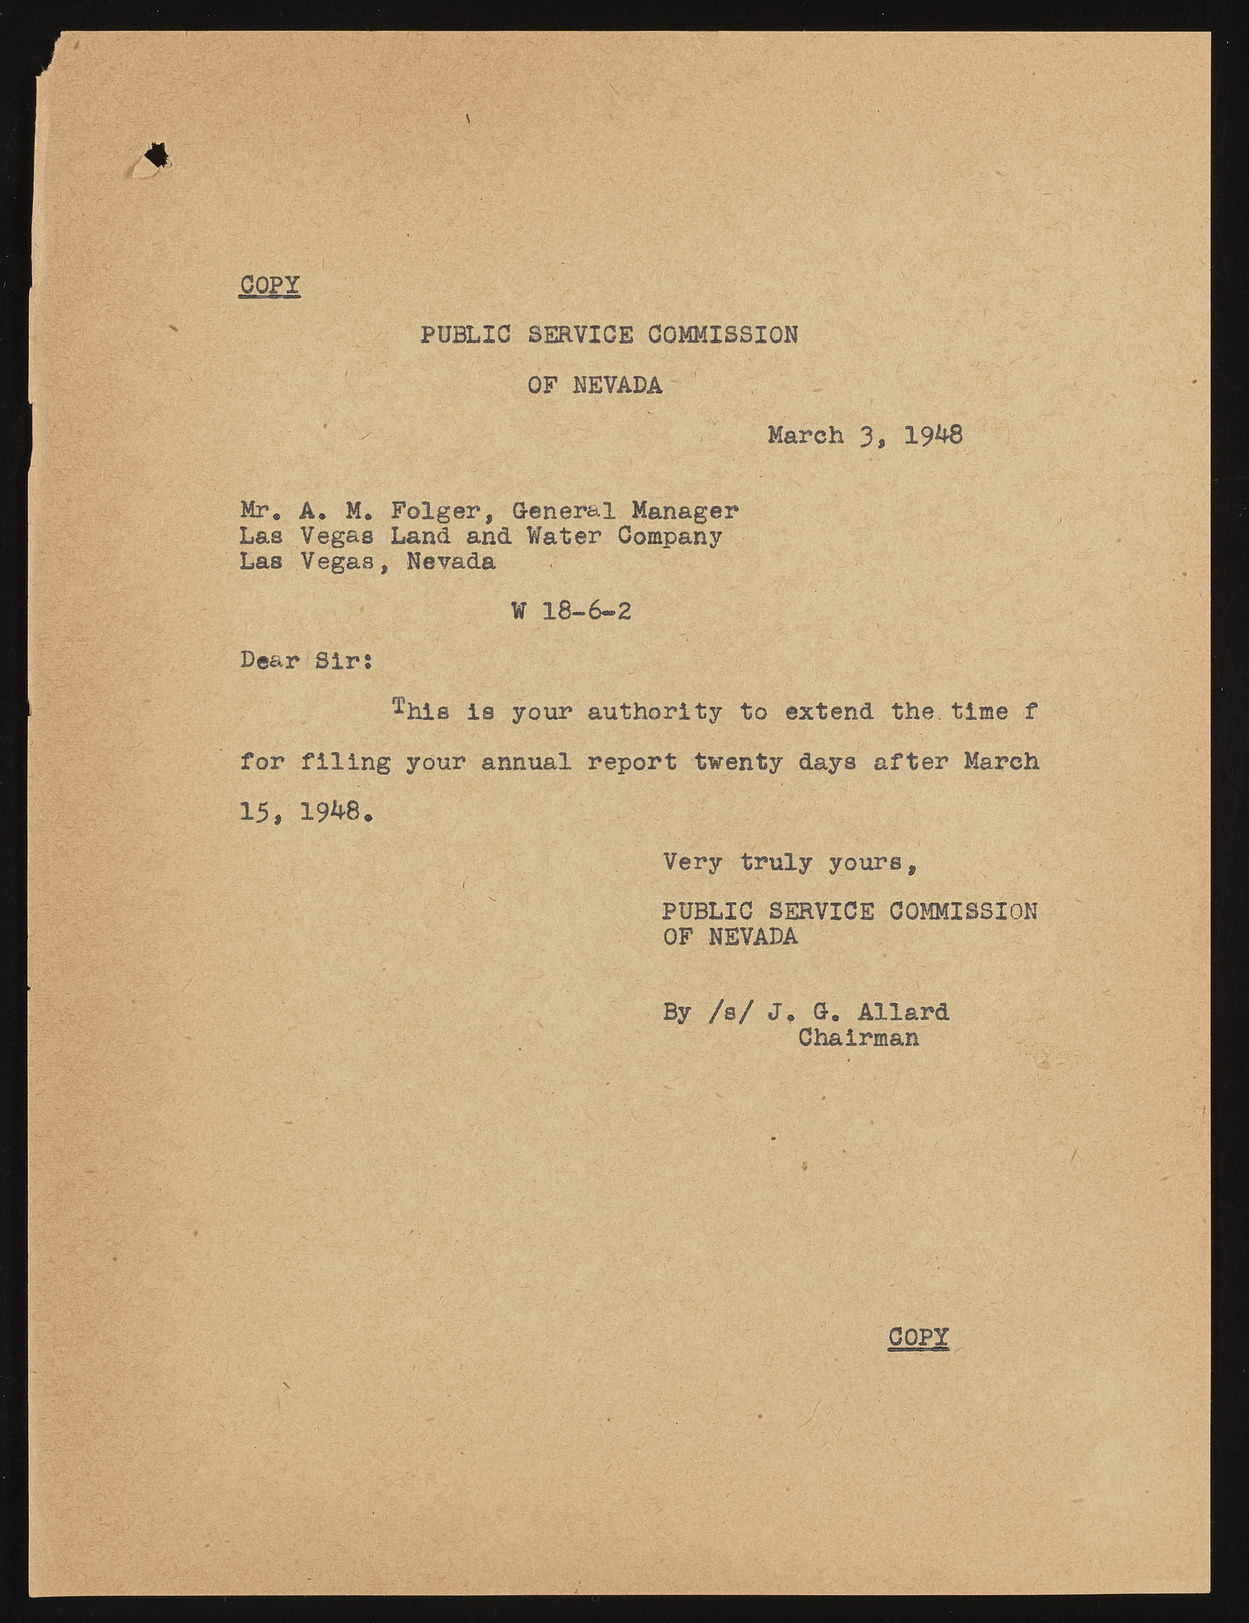 COPY
PUBLIC SERVICE COMMISSION
OF NEVADA
March 3, 1948
Mr. A. M. Folger, General Manager
Las Vegas Land and Water Company
Las Vegas, Nevada
W 18-6-2
Dear Sir:
This is your authority to extend the time f
for filing your annual report twenty days after March
15, 1948.
Very truly yours,
PUBLIC SERVICE COMMISSION
OF NEVADA
By /s/ J. G. Allard
Chairman
COPY